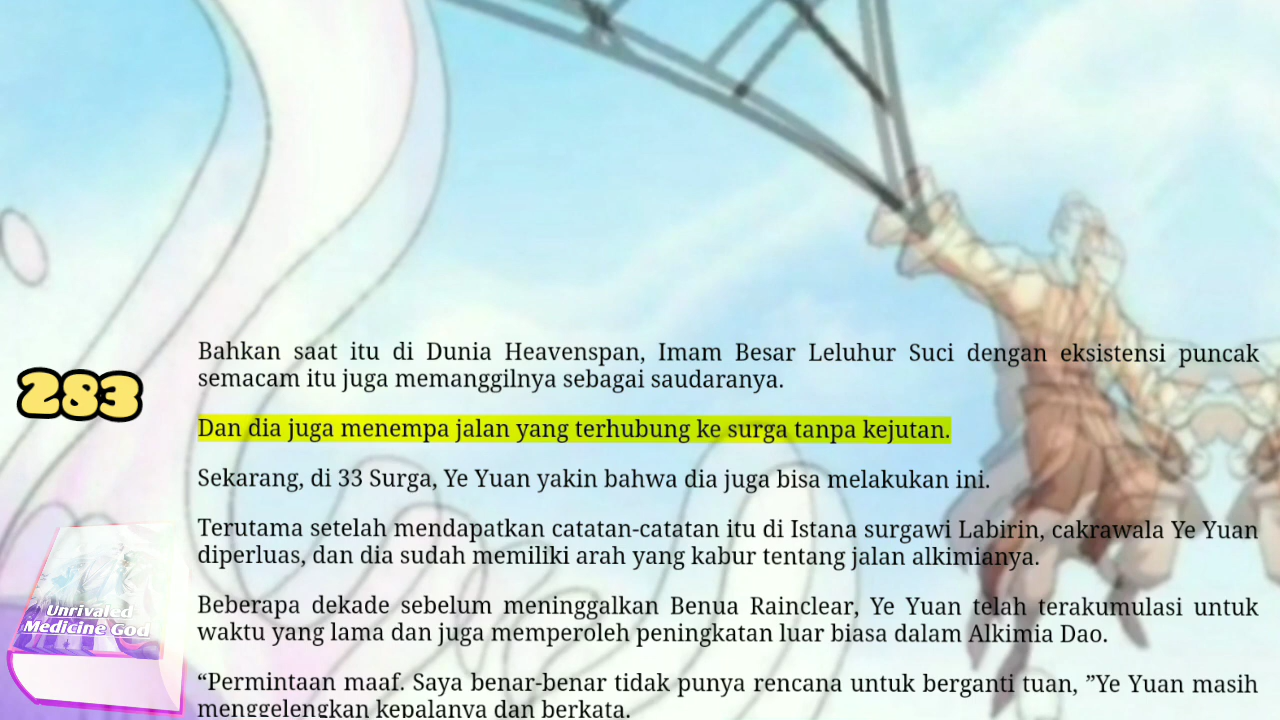 Bahkan saat itu di Dunia Heavenspan, Imam Besar Leluhur Suci dengan eksistensi puncak
semacam itu juga memanggilnya sebagai saudaranya.
283
Dan dia juga menempa jalan yang terhubung ke surga tanpa kejutan.
Sekarang, di 33 Surga, Ye Yuan yakin bahwa dia juga bisa melakukan ini.
Terutama setelah mendapatkan catatan-catatan itu di Istana surgawi Labirin, cakrawala Ye Yuan
diperluas, dan dia sudah memiliki arah yang kabur tentang jalan alkimianya.
Beberapa dekade sebelum meninggalkan Benua Rainclear, Ye Yuan telah terakumulasi untuk
waktu yang lama dan juga memperoleh peningkatan luar biasa dalam Alkimia Dao.
Unrivaled
Medicine God
“Permintaan maaf. Saya benar-benar tidak punya rencana untuk berganti tuan, ”Ye Yuan masih
menggelengkan kepalanya dan berkata.